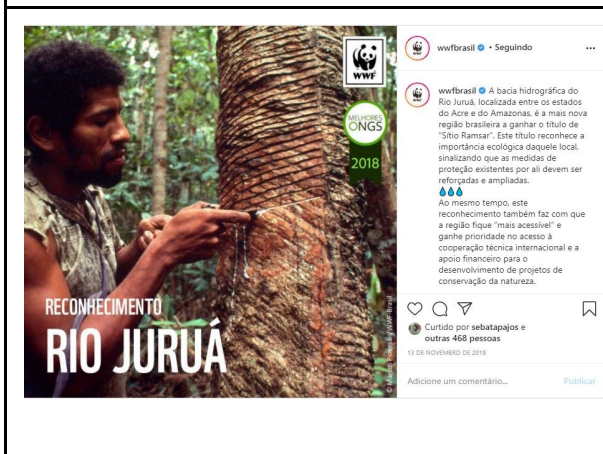 WWF
MELHORES
ONGS
2018
RECONHECIMENTO
RIO JURUÁ
wwfbrasil • Seguindo
wwfbrasil A bacia hidrográfica do
Rio Juruá, localizada entre os estados
do Acre e do Amazonas, é a mais nova
região brasileira a ganhar o título de
"Sítio Ramsar". Este título reconhece a
importância ecológica daquele local,
sinalizando que as medidas de
proteção existentes por ali devem ser
reforçadas e ampliadas.
Ao mesmo tempo, este
reconhecimento também faz com que
a região fique "mais acessível" e
ganhe prioridade no acesso à
cooperação técnica internacional e a
apoio financeiro para o
desenvolvimento de projetos de
conservação da natureza.
Curtido por sebatapajos e
outras 468 pessoas
13 DE NOVEMBRO DE 2018
Adicione um comentário...
Publicar